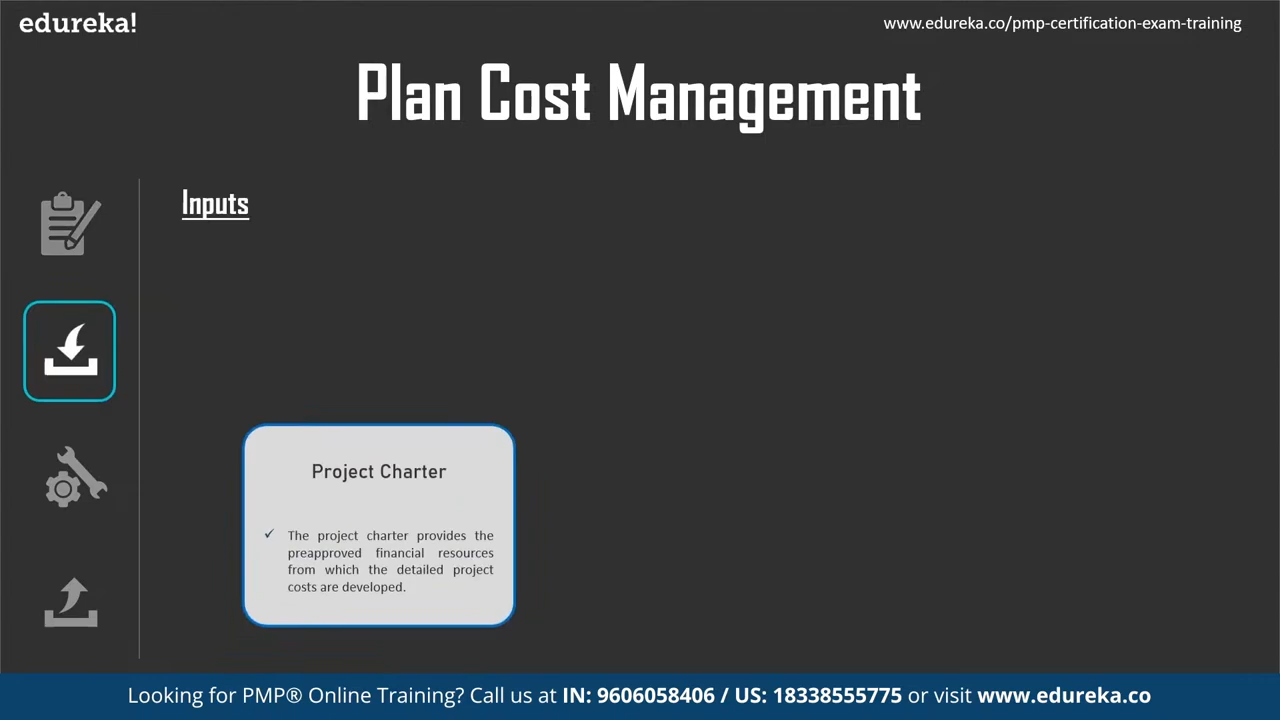 edureka!
www.edureka.co/pmp-certification-exam-training
Plan Cost Management
Inputs
Project Charter
✓ The project charter provides the
preapproved financial resources
from which the detailed project
costs are developed.
Looking for PMP® Online Training? Call us at IN: 9606058406 / US: 18338555775 or visit www.edureka.co